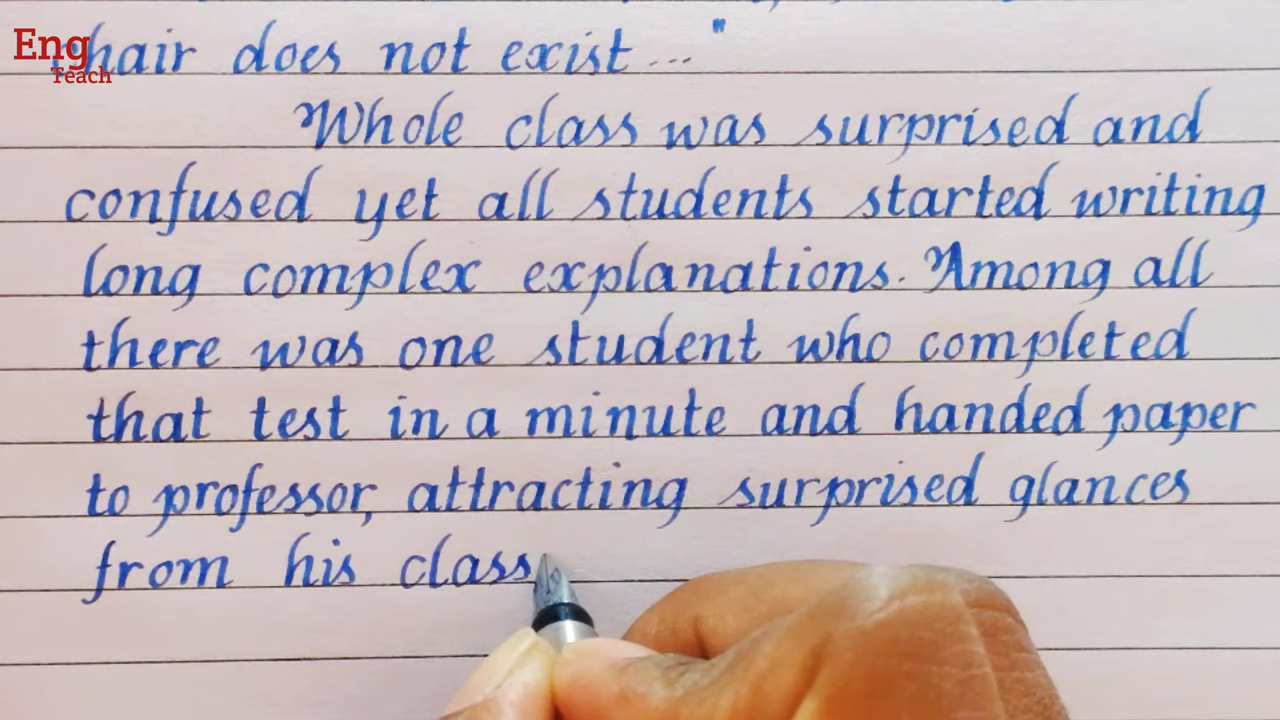 Eng
Teach
hair does not exist..."
Whole class was surprised and
confused yet all students started writing
long complex explanations. Among all
there was one student who completed
that test in a minute and handed paper
to professor, attracting surprised glances
from his class